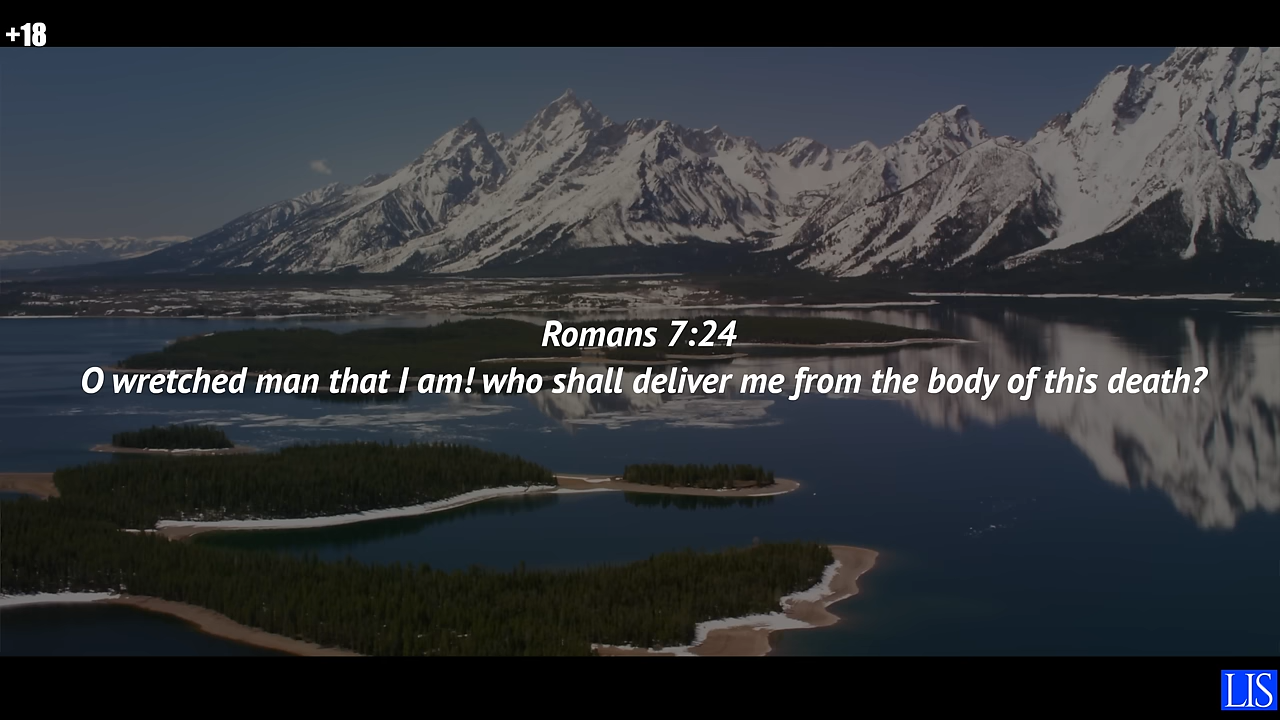 +18
Romans 7:24
O wretched man that I am! who shall deliver me from the body of this death?
LIS